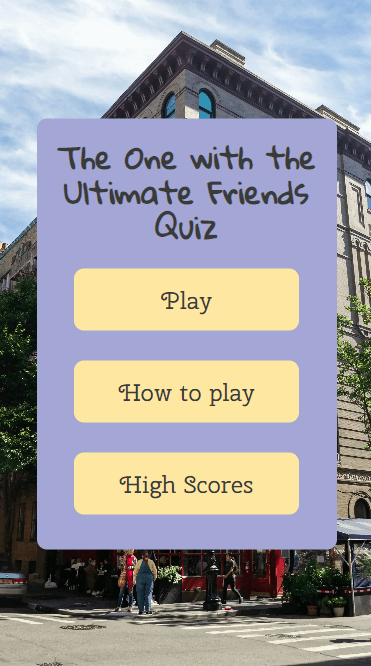 The One with the
Ultimate Friends
Quiz
Play
How to play
High Scores